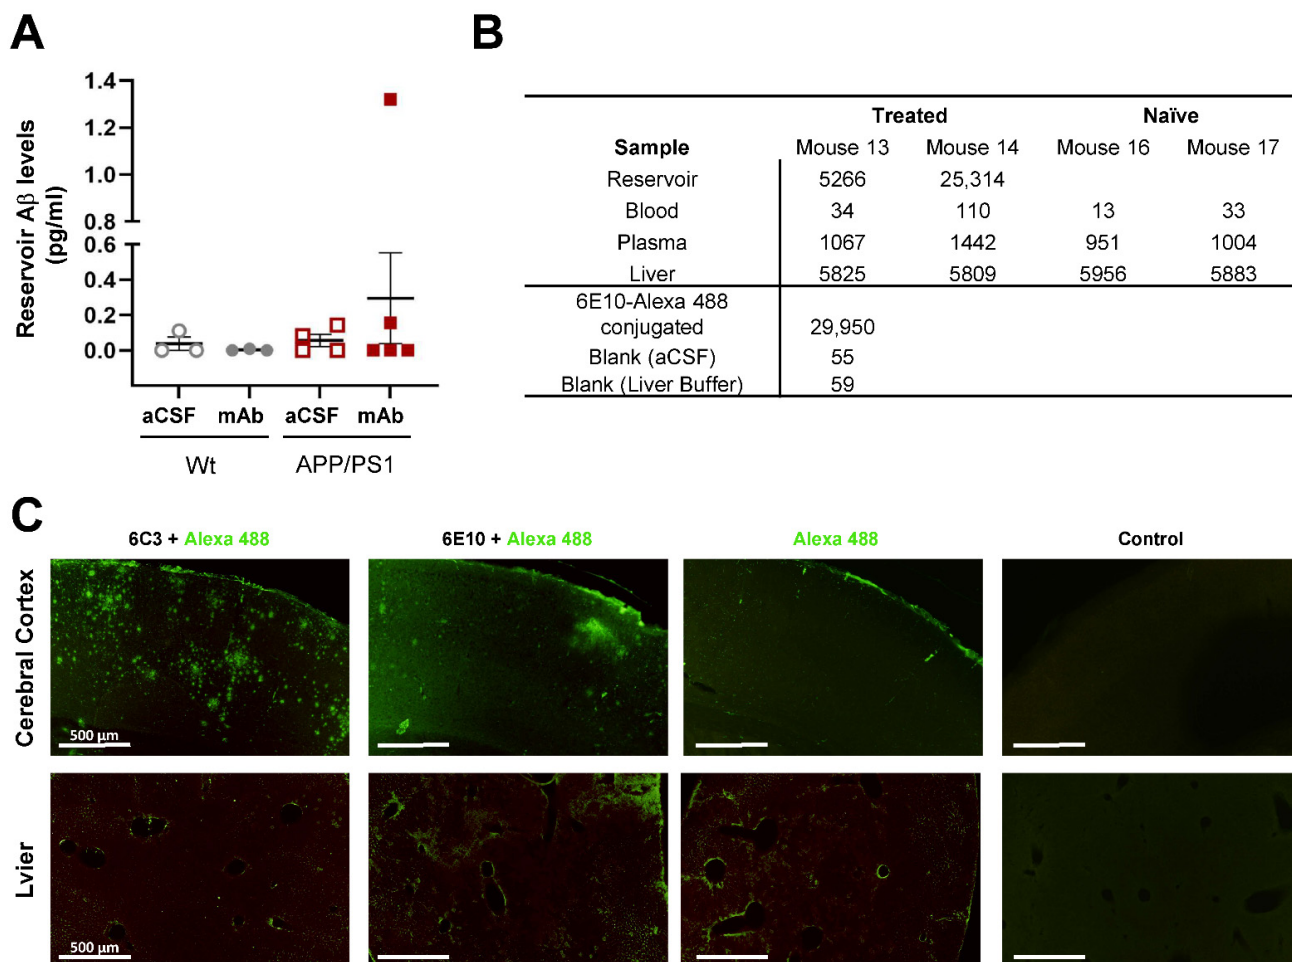 A
B
Reservoir Aβ levels
(pg/ml)
1.4
1.2
1.0
0.8
0.6
0.4
0.2
0.0
aCSF mAb aCSF mAb
Wt APP/PS1
Treated Naïve
Sample Mouse 13 Mouse 14 Mouse 16 Mouse 17
Reservoir 5266 25,314
Blood 34 110 13 33
Plasma 1067 1442 951 1004
Liver 5825 5809 5956 5883
6E10-Alexa 488
conjugated 29,950
Blank (aCSF) 55
Blank (Liver Buffer) 59
C
6C3 + Alexa 488 6E10 + Alexa 488 Alexa 488 Control
Cerebral Cortex
500 µm
Lvier
500 µm